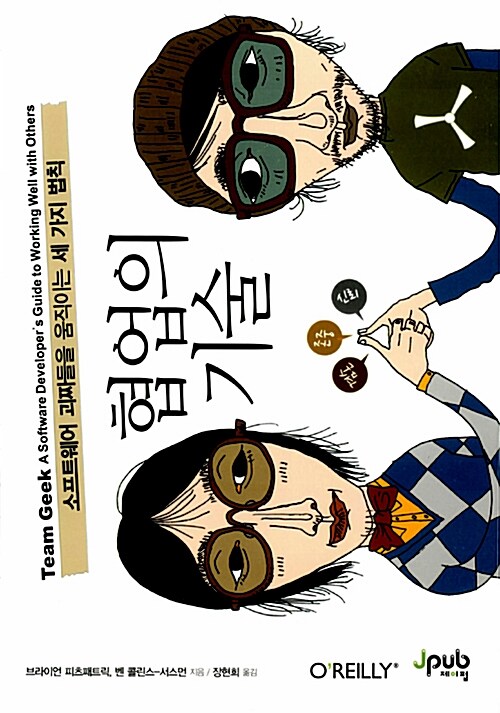 Team Geek A Software Developer's Guide to Working Well with Others
소프트웨어 괴짜들을 움직이는 세 가지 법칙
협업의
기술
신뢰
존중
겸손
브라이언 피츠패트릭, 벤 콜린스-서스먼 지음 / 장현희 옮김
O'REILLY®
Jpub
제이펍